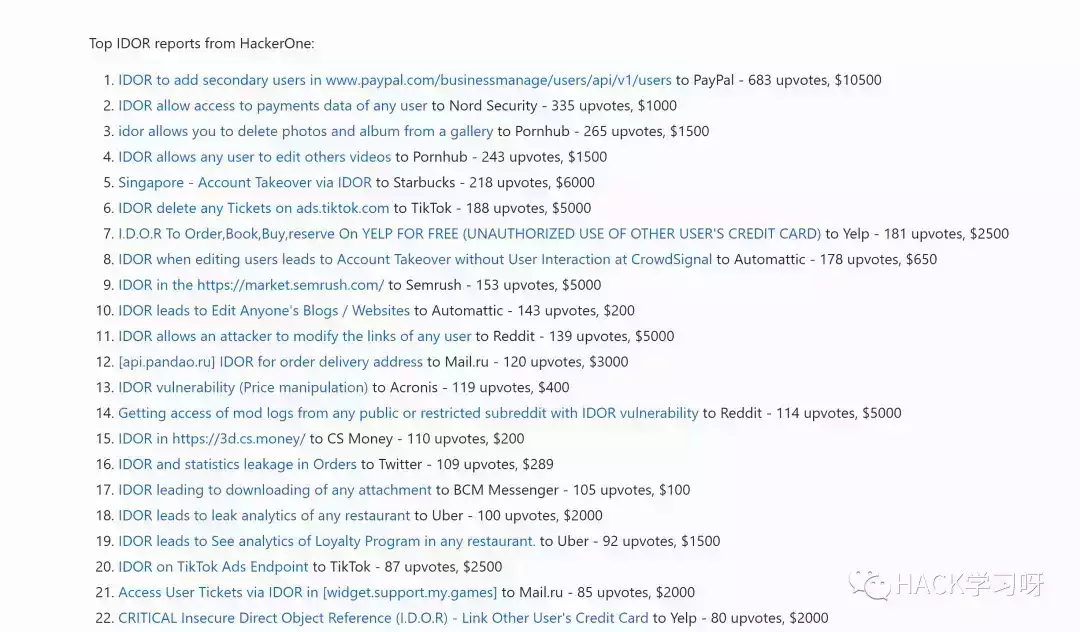 Top IDOR reports from HackerOne:
1. IDOR to add secondary users in www.paypal.com/businessmanage/users/api/v1/users to PayPal - 683 upvotes, $10500
2. IDOR allow access to payments data of any user to Nord Security - 335 upvotes, $1000
3. idor allows you to delete photos and album from a gallery to Pornhub - 265 upvotes, $1500
4. IDOR allows any user to edit others videos to Pornhub - 243 upvotes, $1500
5. Singapore - Account Takeover via IDOR to Starbucks - 218 upvotes, $6000
6. IDOR delete any Tickets on ads.tiktok.com to TikTok - 188 upvotes, $5000
7. I.D.O.R To Order,Book,Buy,reserve On YELP FOR FREE (UNAUTHORIZED USE OF OTHER USER'S CREDIT CARD) to Yelp - 181 upvotes, $2500
8. IDOR when editing users leads to Account Takeover without User Interaction at CrowdSignal to Automattic - 178 upvotes, $650
9. IDOR in the https://market.semrush.com/ to Semrush - 153 upvotes, $5000
10. IDOR leads to Edit Anyone's Blogs / Websites to Automattic - 143 upvotes, $200
11. IDOR allows an attacker to modify the links of any user to Reddit - 139 upvotes, $5000
12. [api.pandao.ru] IDOR for order delivery address to Mail.ru - 120 upvotes, $3000
13. IDOR vulnerability (Price manipulation) to Acronis - 119 upvotes, $400
14. Getting access of mod logs from any public or restricted subreddit with IDOR vulnerability to Reddit - 114 upvotes, $5000
15. IDOR in https://3d.cs.money/ to CS Money - 110 upvotes, $200
16. IDOR and statistics leakage in Orders to Twitter - 109 upvotes, $289
17. IDOR leading to downloading of any attachment to BCM Messenger - 105 upvotes, $100
18. IDOR leads to leak analytics of any restaurant to Uber - 100 upvotes, $2000
19. IDOR leads to See analytics of Loyalty Program in any restaurant. to Uber - 92 upvotes, $1500
20. IDOR on TikTok Ads Endpoint to TikTok - 87 upvotes, $2500
21. Access User Tickets via IDOR in [widget.support.my.games] to Mail.ru - 85 upvotes, $2000
22. CRITICAL Insecure Direct Object Reference (I.D.O.R) - Link Other User's Credit Card to Yelp - 80 upvotes, $2000
HACK学习呀